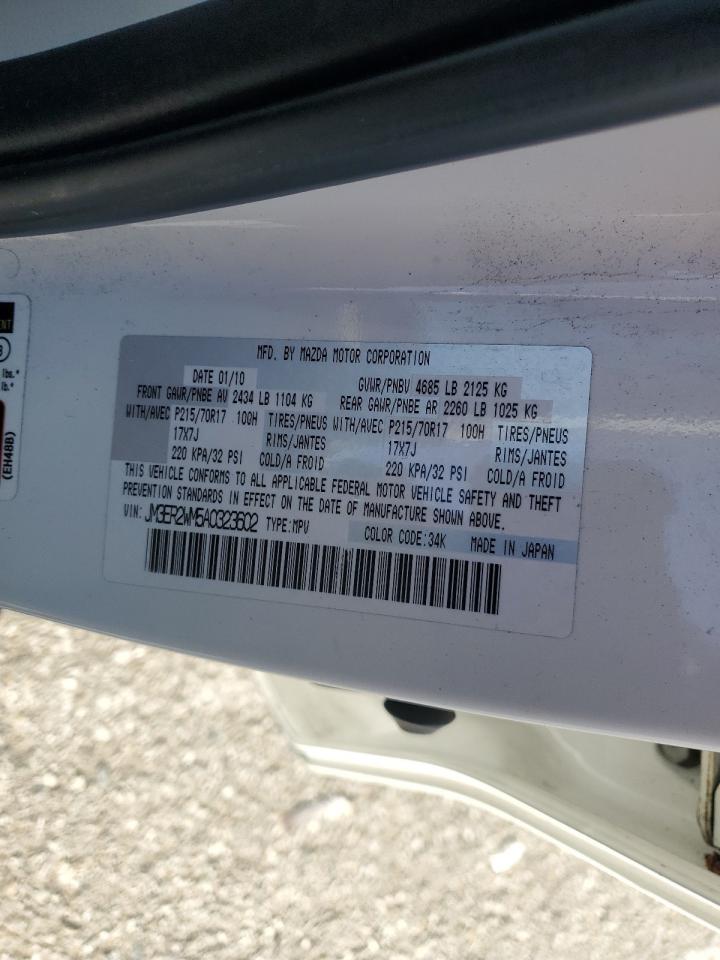 MFD. BY MAZDA MOTOR CORPORATION
DATE 01/10 GVWR/PNBV 4685 LB 2125 KG
FRONT GAWR/PNBE AV 2434 LB 1104 KG REAR GAWR/PNBE AR 2260 LB 1025 KG
WITH/AVEC P215/70R17 100H TIRES/PNEUS WITH/AVEC P215/70R17 100H TIRES/PNEUS
17X7J RIMS/JANTES 17X7J RIMS/JANTES
220 KPA/32 PSI COLD/A FROID 220 KPA/32 PSI COLD/A FROID
THIS VEHICLE CONFORMS TO ALL APPLICABLE FEDERAL MOTOR VEHICLE SAFETY AND THEFT
PREVENTION STANDARDS IN EFFECT ON THE DATE OF MANUFACTURE SHOWN ABOVE.
VIN: JM3ER2WM5A0323502 TYPE:MPV COLOR CODE:34K MADE IN JAPAN
lbs.*
lb.*
(EH48B)